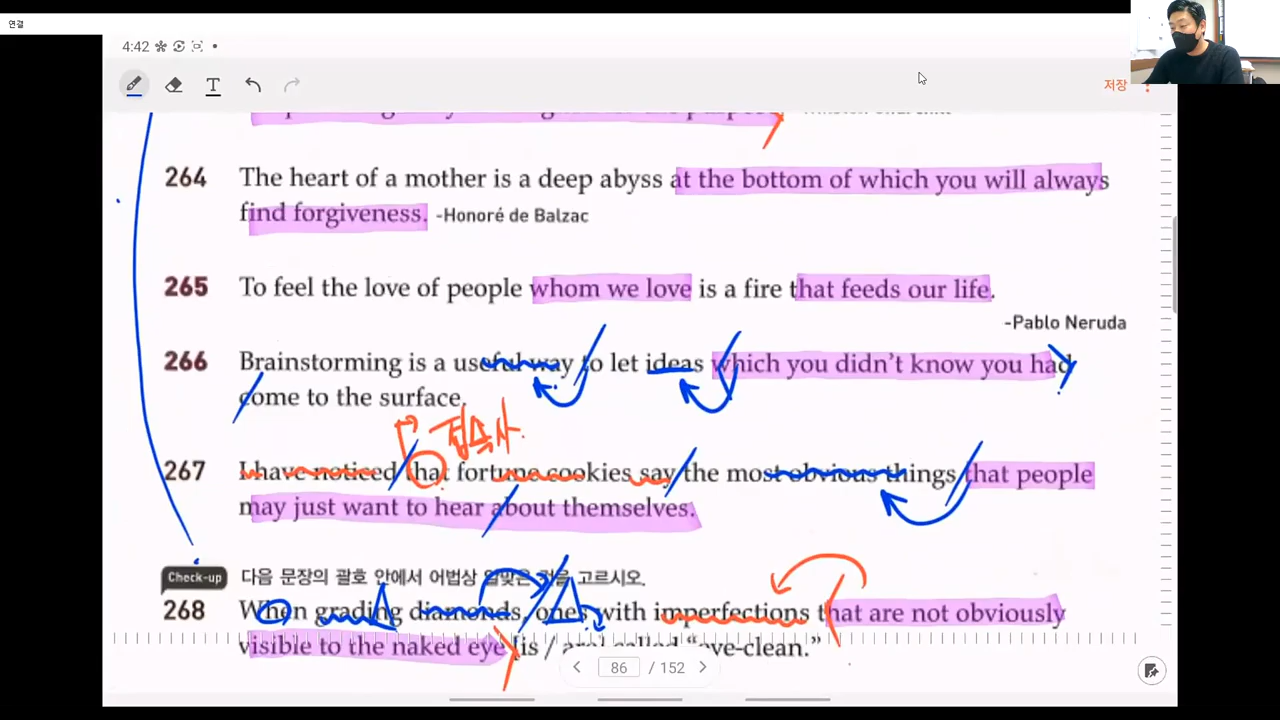 연결
4:42
T
저장
264 The heart of a mother is a deep abyss at the bottom of which you will always
find forgiveness. -Honoré de Balzac
265 To feel the love of people whom we love is a fire that feeds our life.
-Pablo Neruda
266 Brainstorming is a useful way to let ideas which you didn't know you had
come to the surface.
접속사
267 I have noticed that fortune cookies say the most obvious things that people
may just want to hear about themselves.
Check-up 다음 문장의 괄호 안에서 어법상 알맞은 것을 고르시오.
268 When grading diamonds, ones with imperfections that are not obviously
visible to the naked eye [is / are] called "eye-clean."
86 / 152